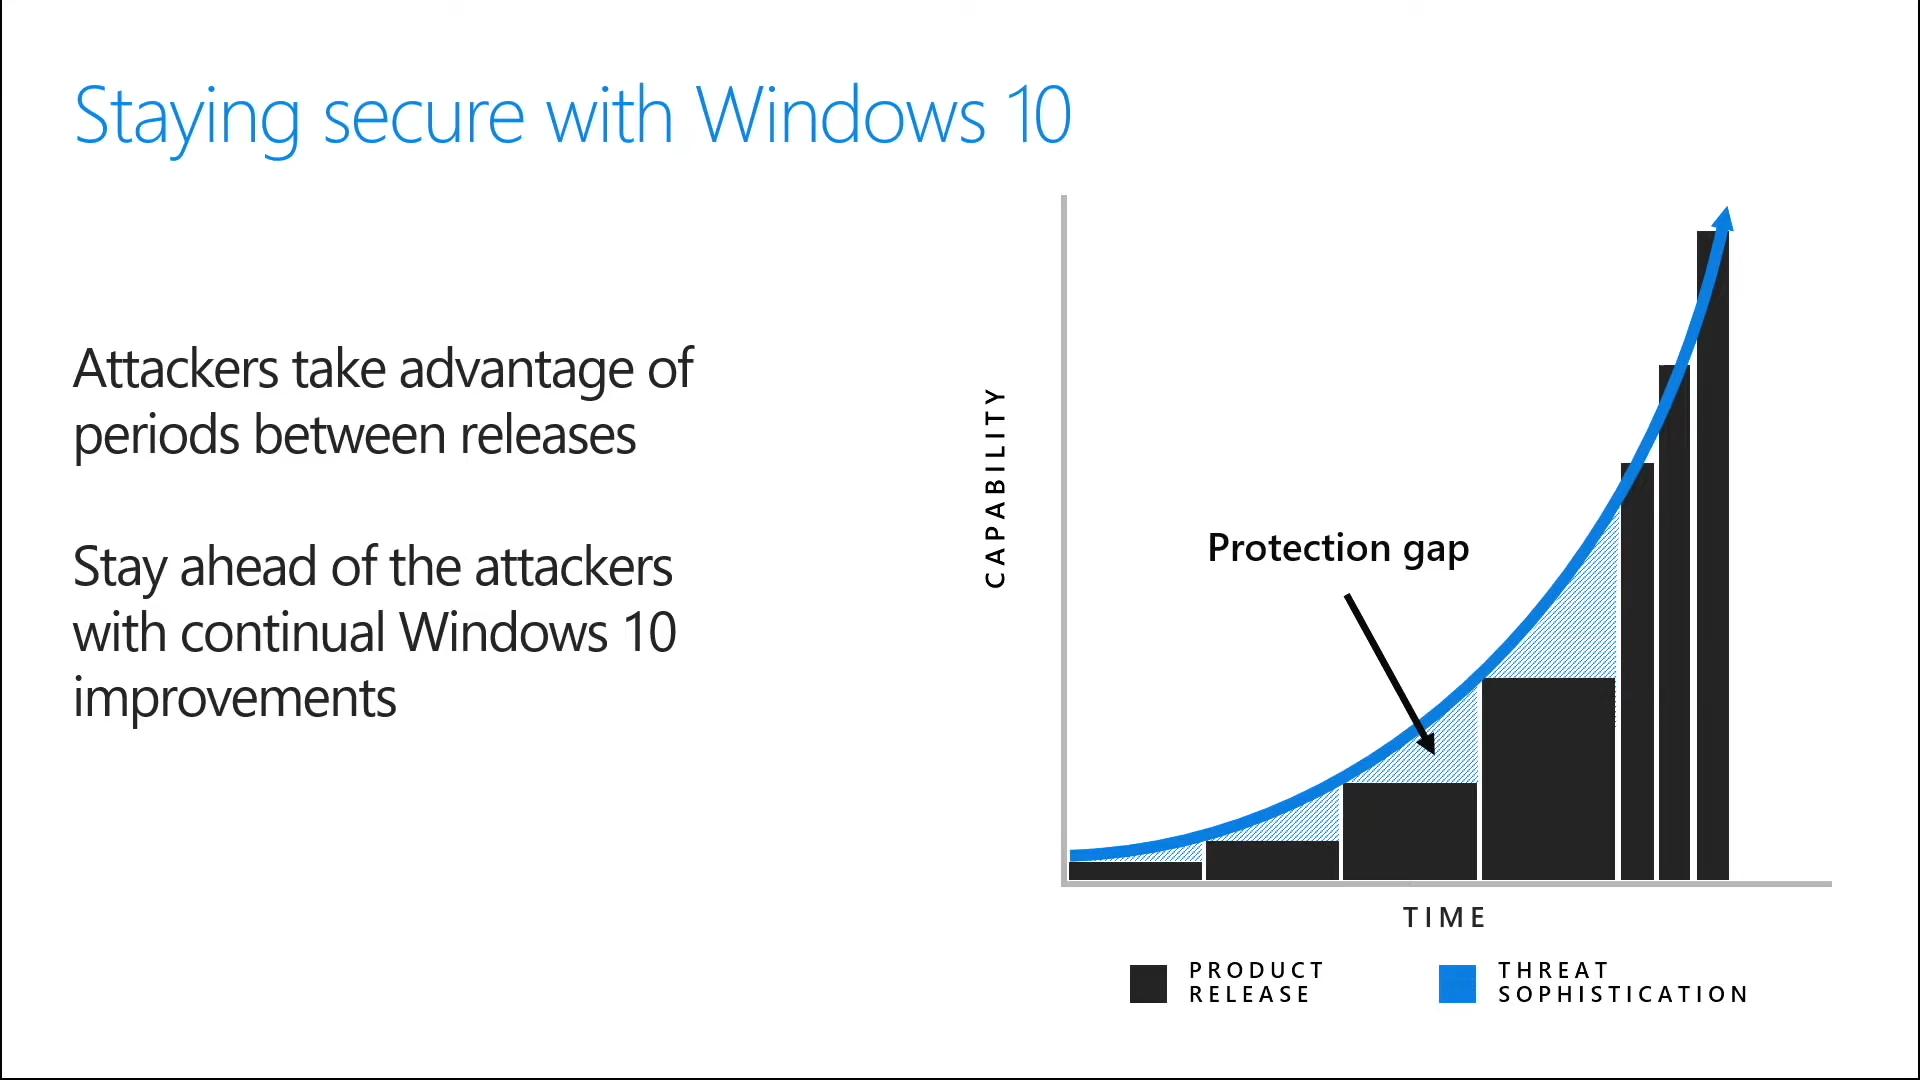 Staying secure with Windows 10
Attackers take advantage of
periods between releases
Stay ahead of the attackers
with continual Windows 10
improvements
CAPABILITY
Protection gap
TIME
PRODUCT
RELEASE
THREAT
SOPHISTICATION